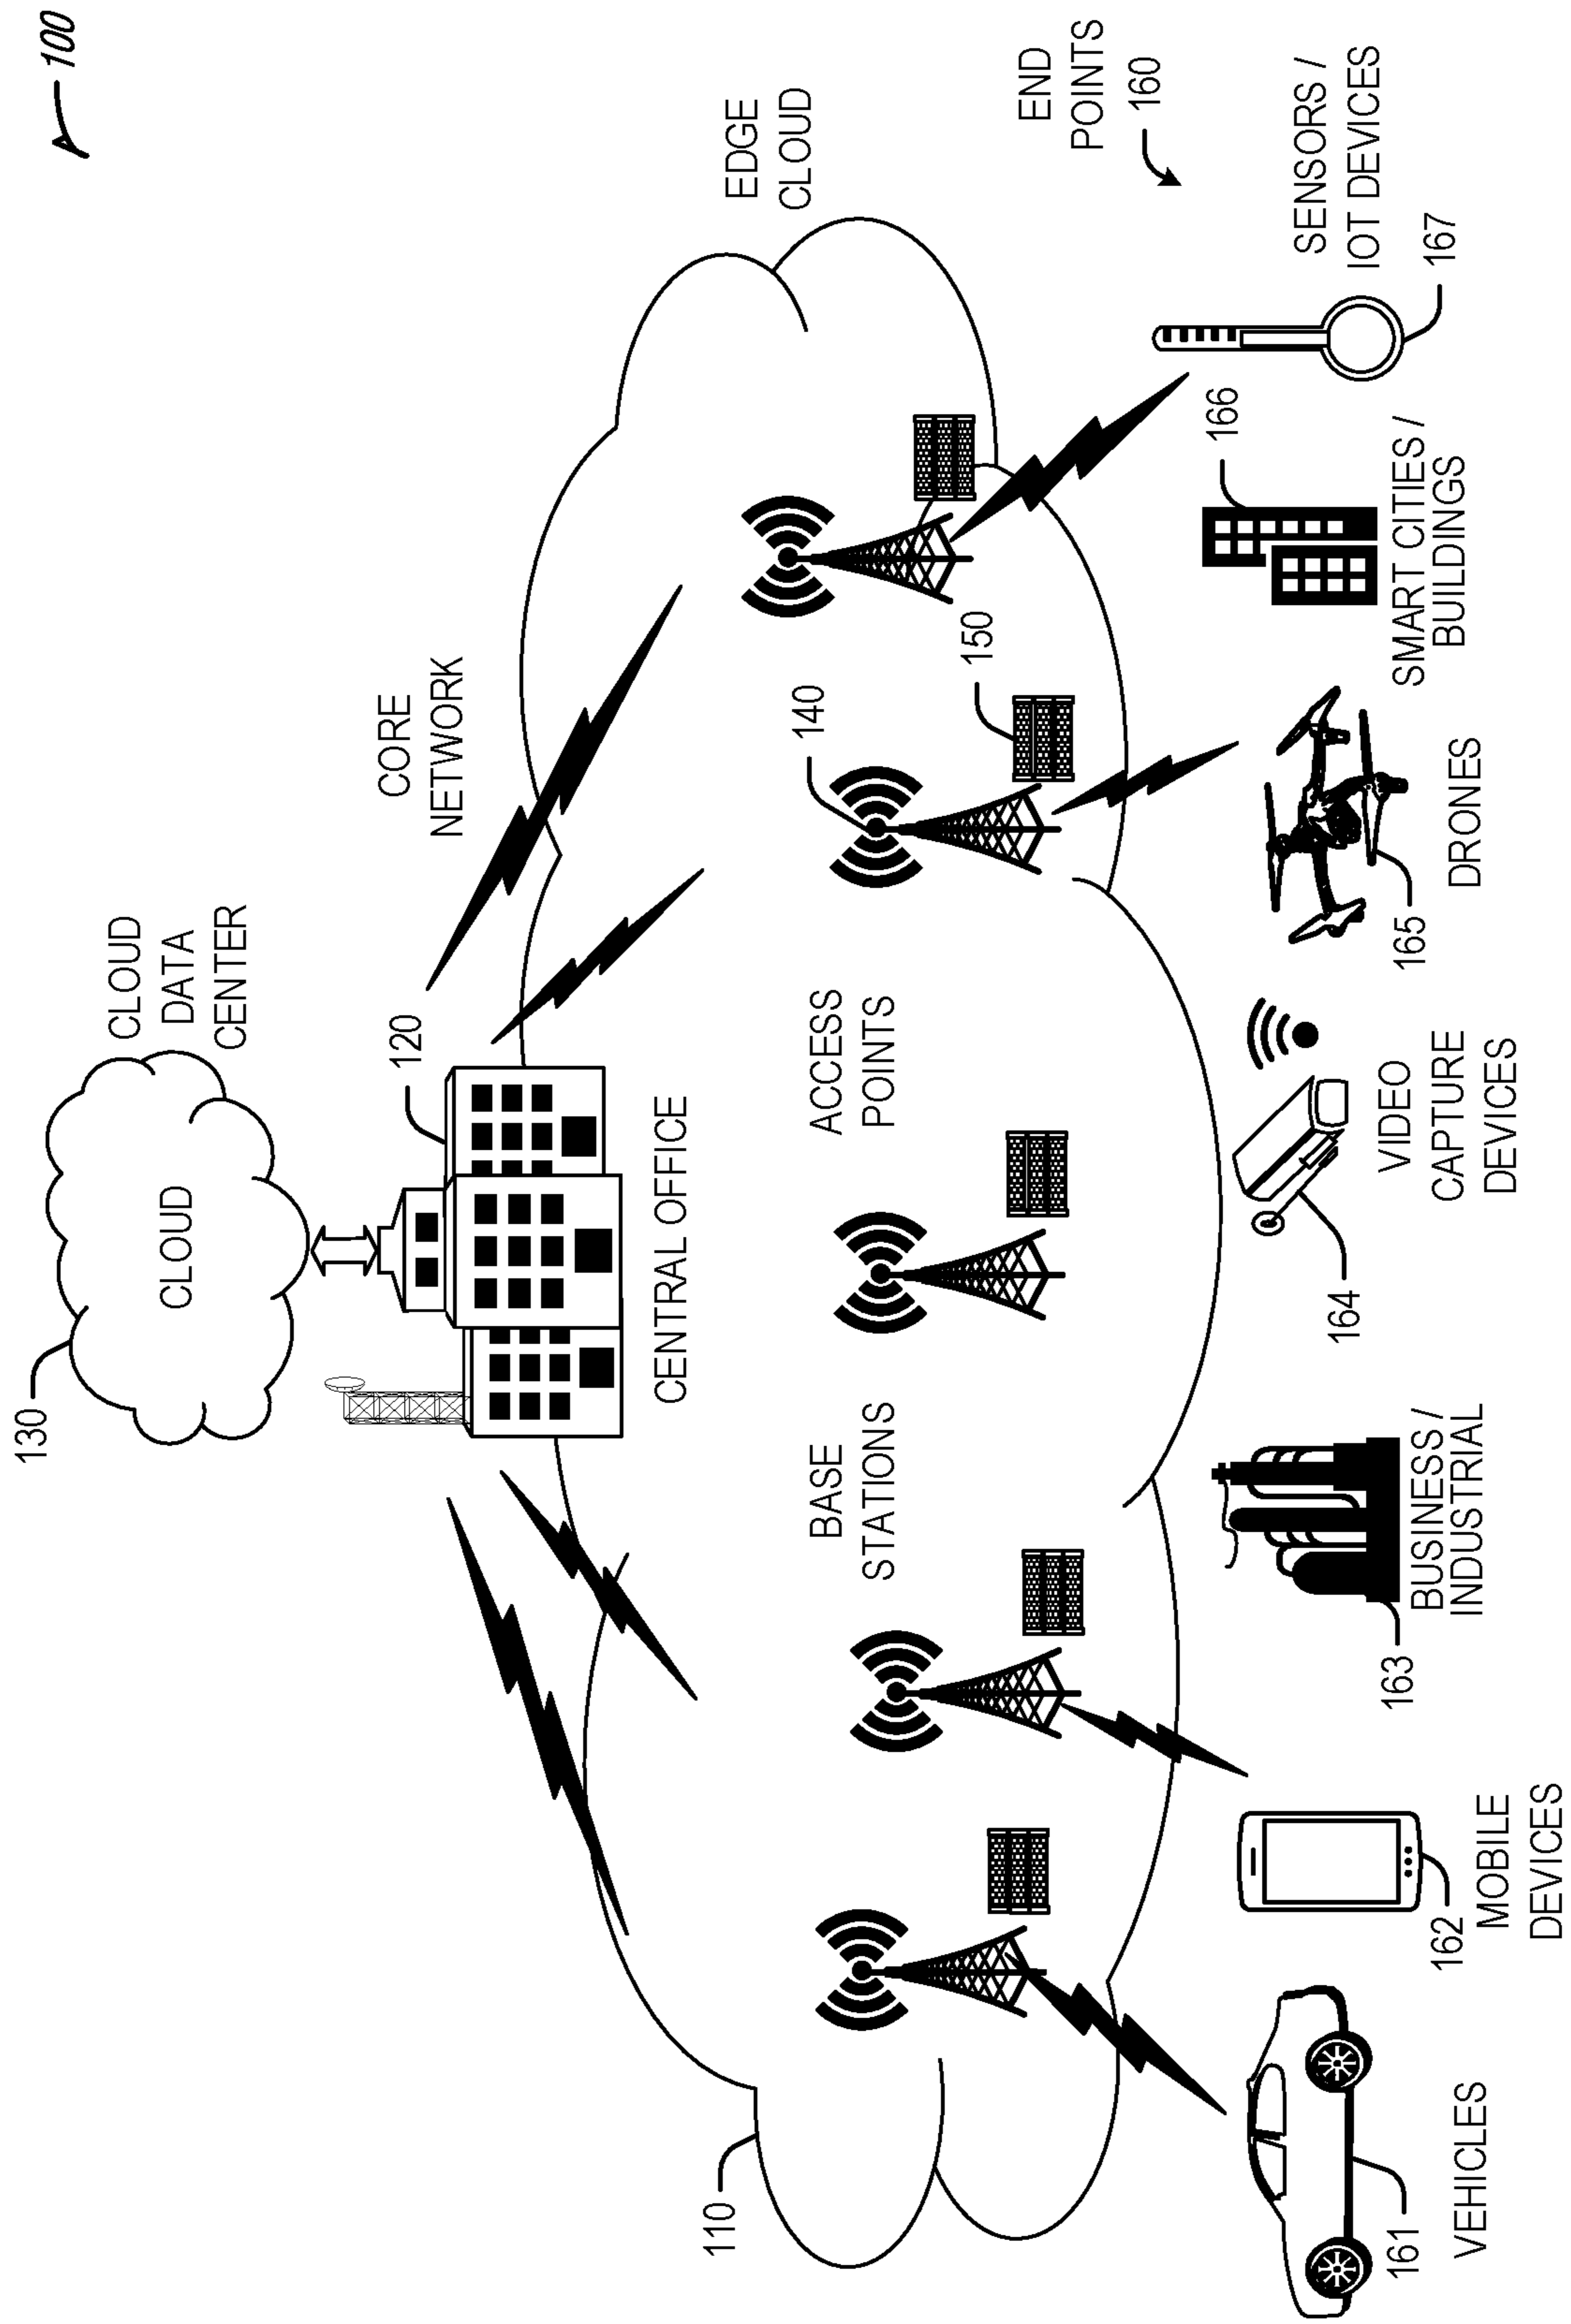 100
130
CLOUD
CLOUD
DATA
CENTER
120
CORE
NETWORK
CENTRAL OFFICE
EDGE
CLOUD
110
BASE
STATIONS
ACCESS
POINTS
140
150
END
POINTS
160
161
VEHICLES
162
MOBILE
DEVICES
163
BUSINESS /
INDUSTRIAL
164
VIDEO
CAPTURE
DEVICES
165
DRONES
166
SMART CITIES /
BUILDINGS
SENSORS /
IOT DEVICES
167